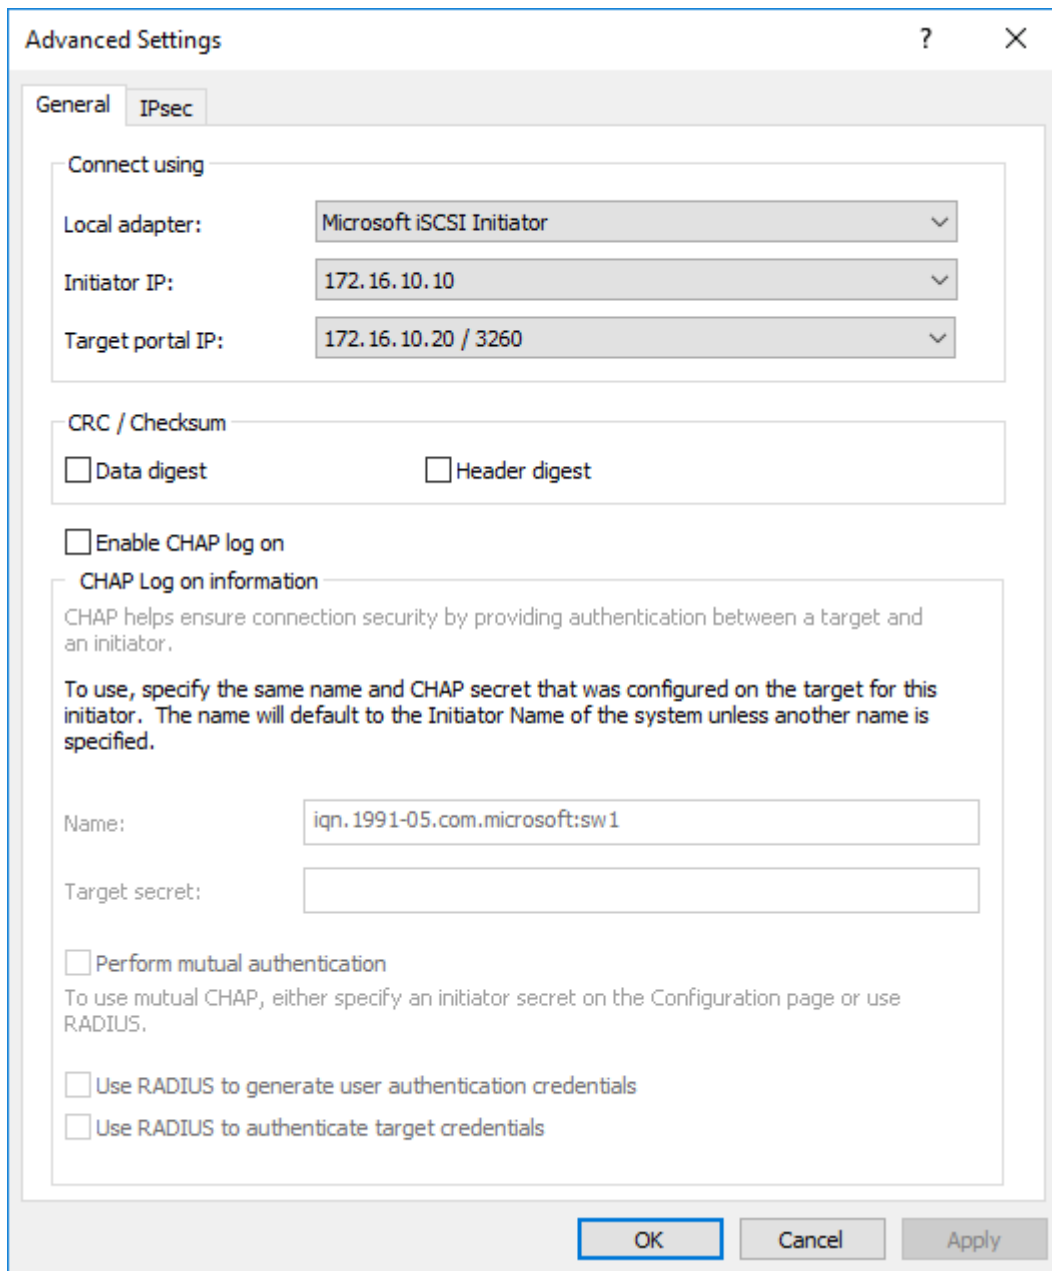 Advanced Settings
?
General
IPsec
Connect using
Local adapter:
Microsoft iSCSI Initiator
Initiator IP:
172.16.10.10
Target portal IP:
172.16.10.20 / 3260
CRC / Checksum
Data digest
Header digest
Enable CHAP log on
CHAP Log on information
CHAP helps ensure connection security by providing authentication between a target and
an initiator.
To use, specify the same name and CHAP secret that was configured on the target for this
initiator.  The name will default to the Initiator Name of the system unless another name is
specified.
Name:
iqn.1991-05.com.microsoft:sw1
Target secret:
Perform mutual authentication
To use mutual CHAP, either specify an initiator secret on the Configuration page or use
RADIUS.
Use RADIUS to generate user authentication credentials
Use RADIUS to authenticate target credentials
OK
Cancel
Apply